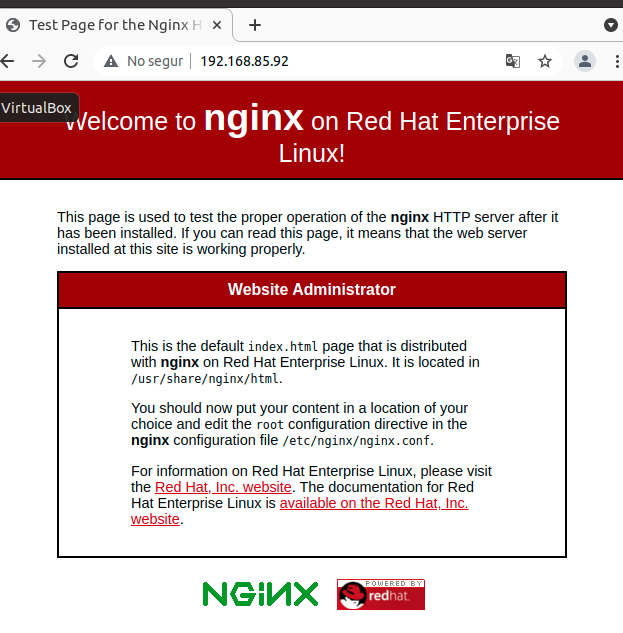 Test Page for the Nginx H
No segur
192.168.85.92
VirtualBox
Welcome to nginx on Red Hat Enterprise
Linux!
This page is used to test the proper operation of the nginx HTTP server after it
has been installed. If you can read this page, it means that the web server
installed at this site is working properly.
Website Administrator
This is the default index.html page that is distributed
with nginx on Red Hat Enterprise Linux. It is located in
/usr/share/nginx/html.
You should now put your content in a location of your
choice and edit the root configuration directive in the
nginx configuration file /etc/nginx/nginx.conf.
For information on Red Hat Enterprise Linux, please visit
the Red Hat, Inc. website. The documentation for Red
Hat Enterprise Linux is available on the Red Hat, Inc.
website.
NGiNX
POWERED BY
redhat.